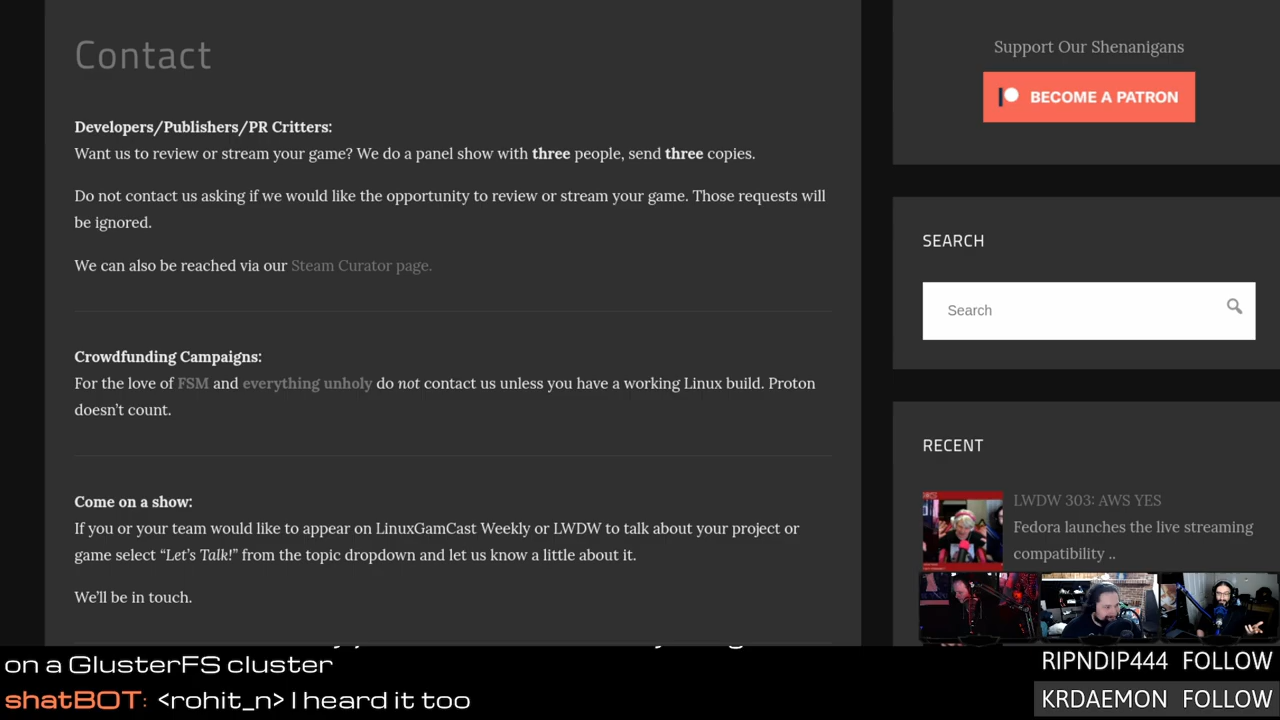 Contact
Developers/Publishers/PR Critters:
Want us to review or stream your game? We do a panel show with three people, send three copies.
Do not contact us asking if we would like the opportunity to review or stream your game. Those requests will
be ignored.
We can also be reached via our Steam Curator page.
Crowdfunding Campaigns:
For the love of FSM and everything unholy do not contact us unless you have a working Linux build. Proton
doesn’t count.
Come on a show:
If you or your team would like to appear on LinuxGamCast Weekly or LWDW to talk about your project or
game select “Let’s Talk!” from the topic dropdown and let us know a little about it.
We’ll be in touch.
Support Our Shenanigans
BECOME A PATRON
SEARCH
Search
RECENT
LWDW 303: AWS YES
Fedora launches the live streaming
compatibility ..
on a GlusterFS cluster
shatBOT: <rohit_n> I heard it too
RIPNDIP444 FOLLOW
KRDAEMON FOLLOW